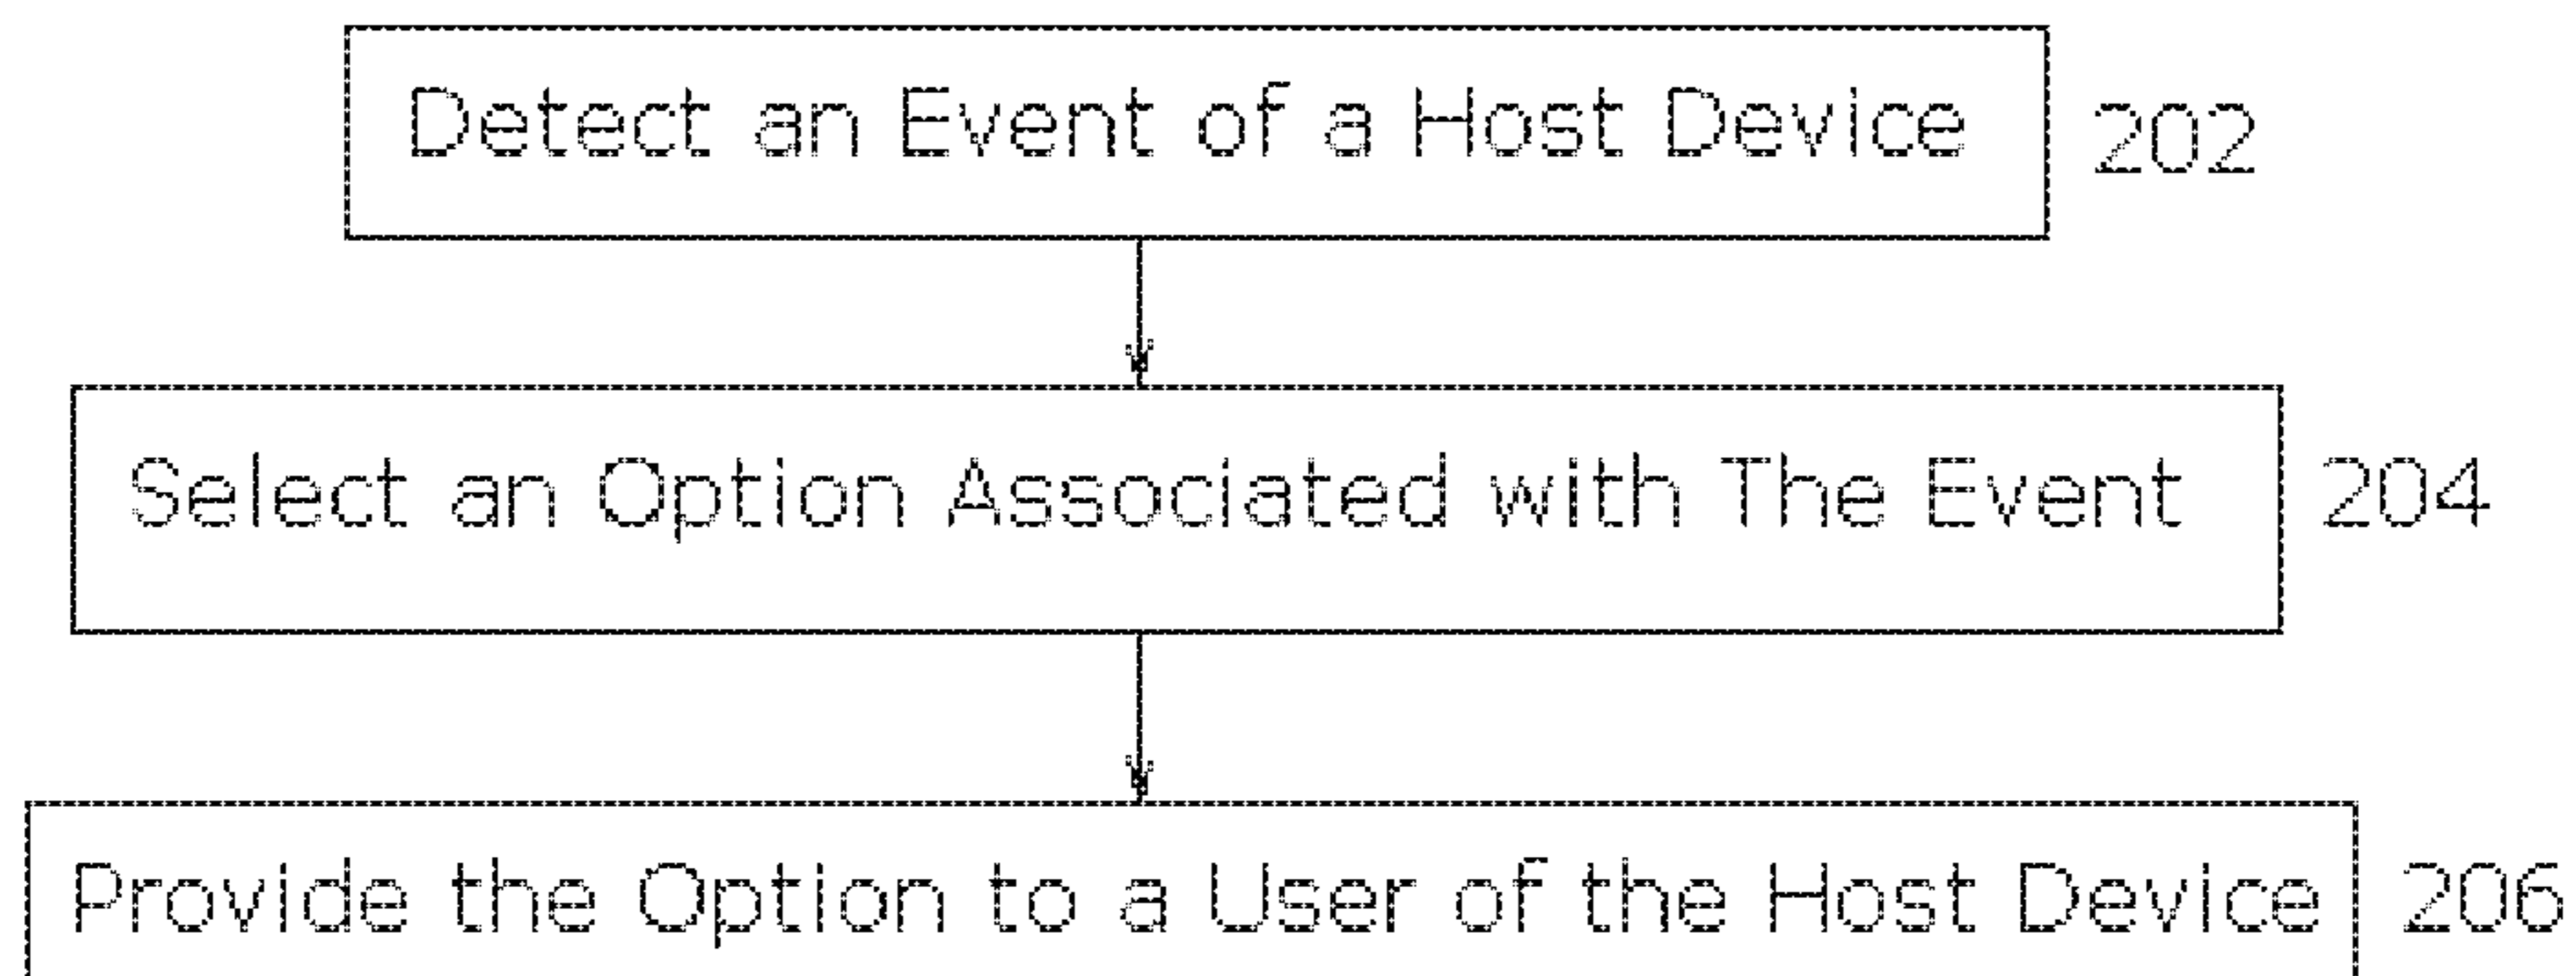 Detect an Event of a Host Device 202
Select an Option Associated with The Event 204
Provide the Option to a User of the Host Device 206